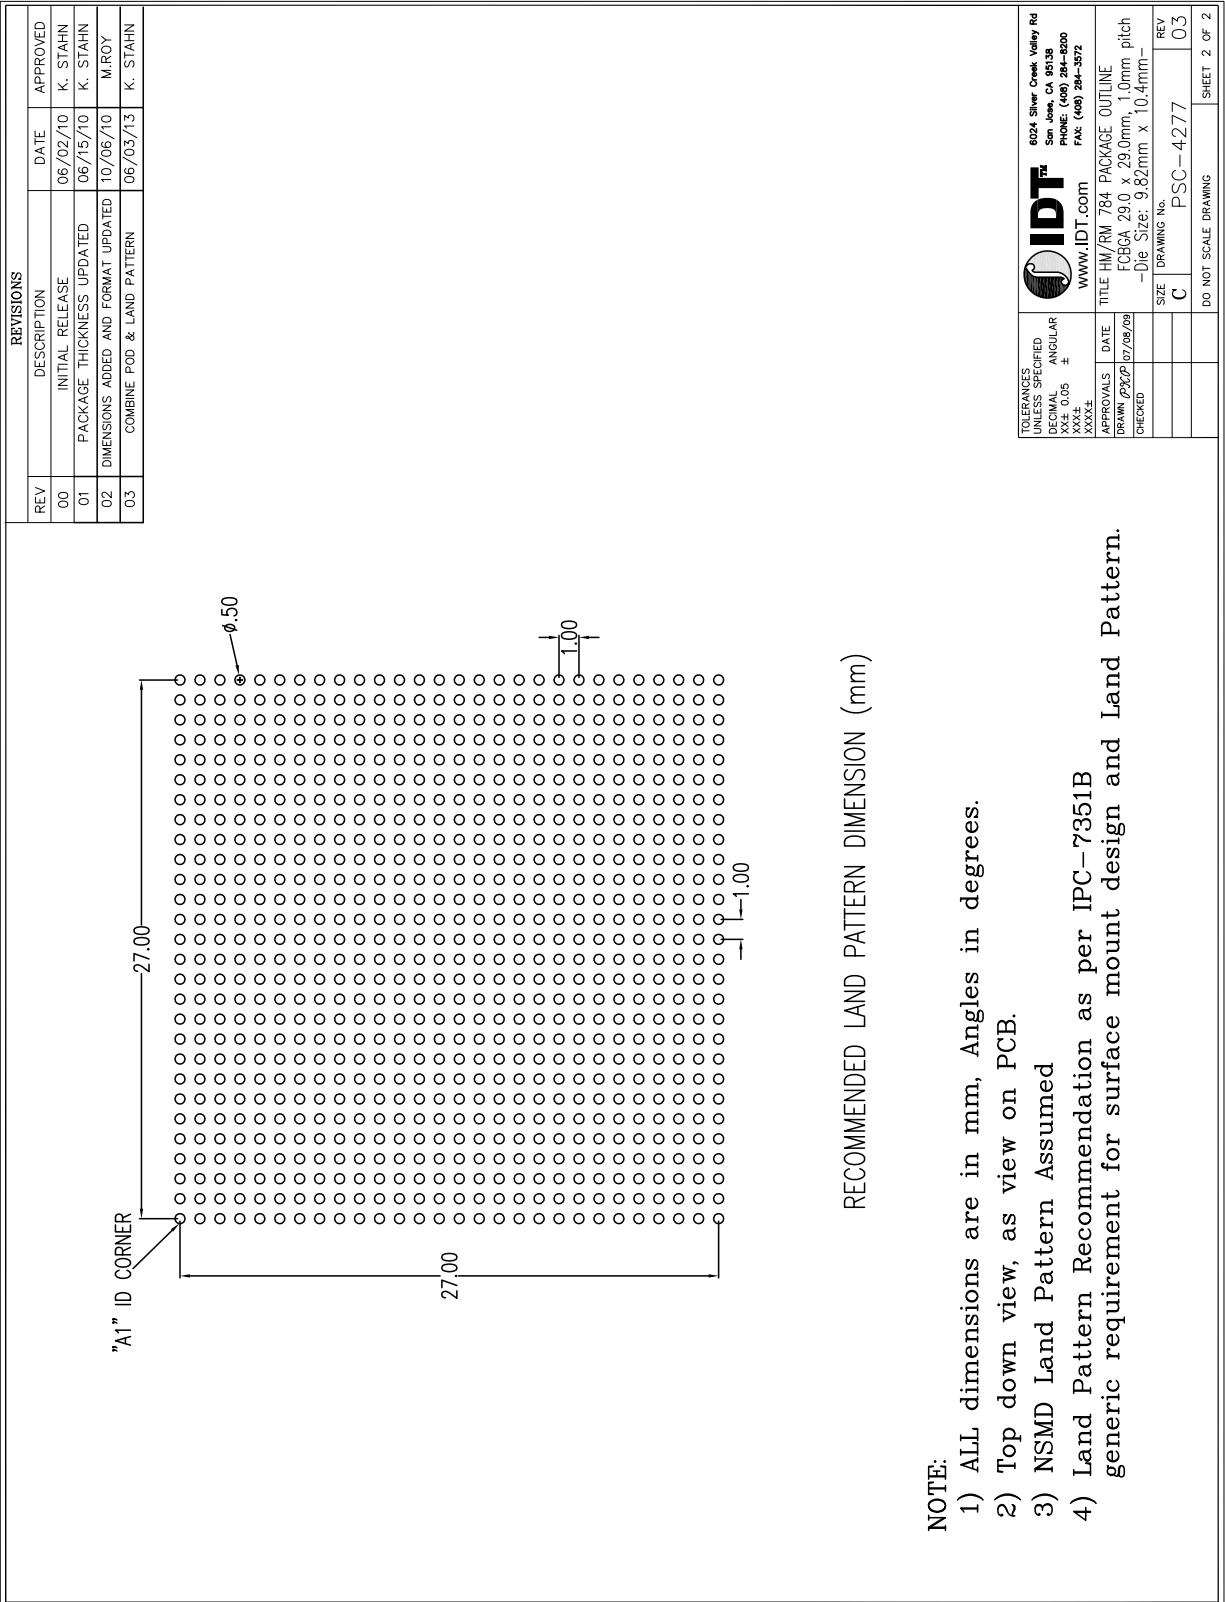 REVISIONS
REV DESCRIPTION DATE APPROVED
00 INITIAL RELEASE 06/02/10 K. STAHN
01 PACKAGE THICKNESS UPDATED 06/15/10 K. STAHN
02 DIMENSIONS ADDED AND FORMAT UPDATED 10/06/10 M.ROY
03 COMBINE POD & LAND PATTERN 06/03/13 K. STAHN
"A1" ID CORNER
27.00
ø.50
27.00
1.00
1.00
RECOMMENDED LAND PATTERN DIMENSION (mm)
NOTE:
1) ALL dimensions are in mm, Angles in degrees.
2) Top down view, as view on PCB.
3) NSMD Land Pattern Assumed
4) Land Pattern Recommendation as per IPC-7351B
generic requirement for surface mount design and Land Pattern.
TOLERANCES
UNLESS SPECIFIED
DECIMAL ANGULAR
XX± 0.05 ±
XXX±
XXXX±
APPROVALS DATE
DRAWN 07/08/09
CHECKED
IDT™
www.IDT.com
6024 Silver Creek Valley Rd
San Jose, CA 95138
PHONE: (408) 284-8200
FAX: (408) 284-3572
TITLE HM/RM 784 PACKAGE OUTLINE
FCBGA 29.0 x 29.0mm, 1.0mm pitch
-Die Size: 9.82mm x 10.4mm-
SIZE DRAWING No. REV
C PSC-4277 03
DO NOT SCALE DRAWING SHEET 2 OF 2